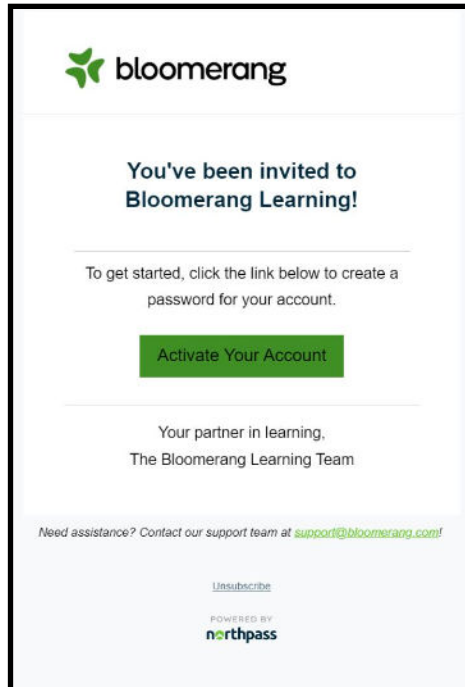 bloomerang
You've been invited to
Bloomerang Learning!
To get started, click the link below to create a
password for your account.
Activate Your Account
Your partner in learning,
The Bloomerang Learning Team
Need assistance? Contact our support team at support@bloomerang.com!
Unsubscribe
POWERED BY
northpass